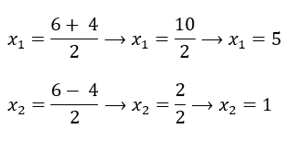 x₁ = (6 + 4)/2 ⟶ x₁ = 10/2 ⟶ x₁ = 5
x₂ = (6 − 4)/2 ⟶ x₂ = 2/2 ⟶ x₂ = 1